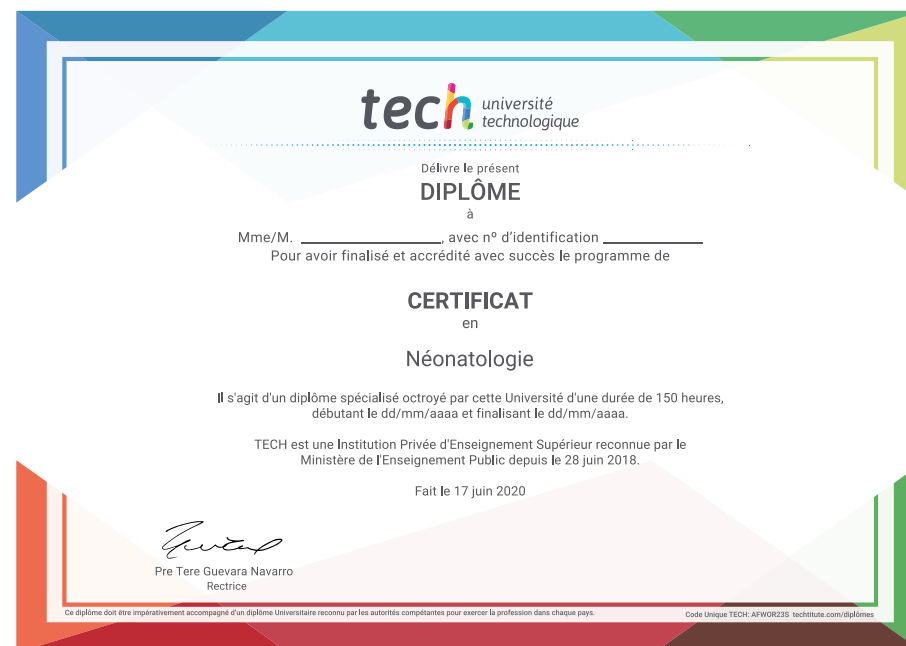 tech université
technologique
Délivre le présent
DIPLÔME
à
Mme/M. ____________________, avec nº d'identification ______________
Pour avoir finalisé et accrédité avec succès le programme de
CERTIFICAT
en
Néonatologie
Il s'agit d'un diplôme spécialisé octroyé par cette Université d'une durée de 150 heures,
débutant le dd/mm/aaaa et finalisant le dd/mm/aaaa.
TECH est une Institution Privée d'Enseignement Supérieur reconnue par le
Ministère de l'Enseignement Public depuis le 28 juin 2018.
Fait le 17 juin 2020
Pre Tere Guevara Navarro
Rectrice
Ce diplôme doit être impérativement accompagné d'un diplôme Universitaire reconnu par les autorités compétantes pour exercer la profession dans chaque pays.
Code Unique TECH: AFWOR23S techtitute.com/diplômes